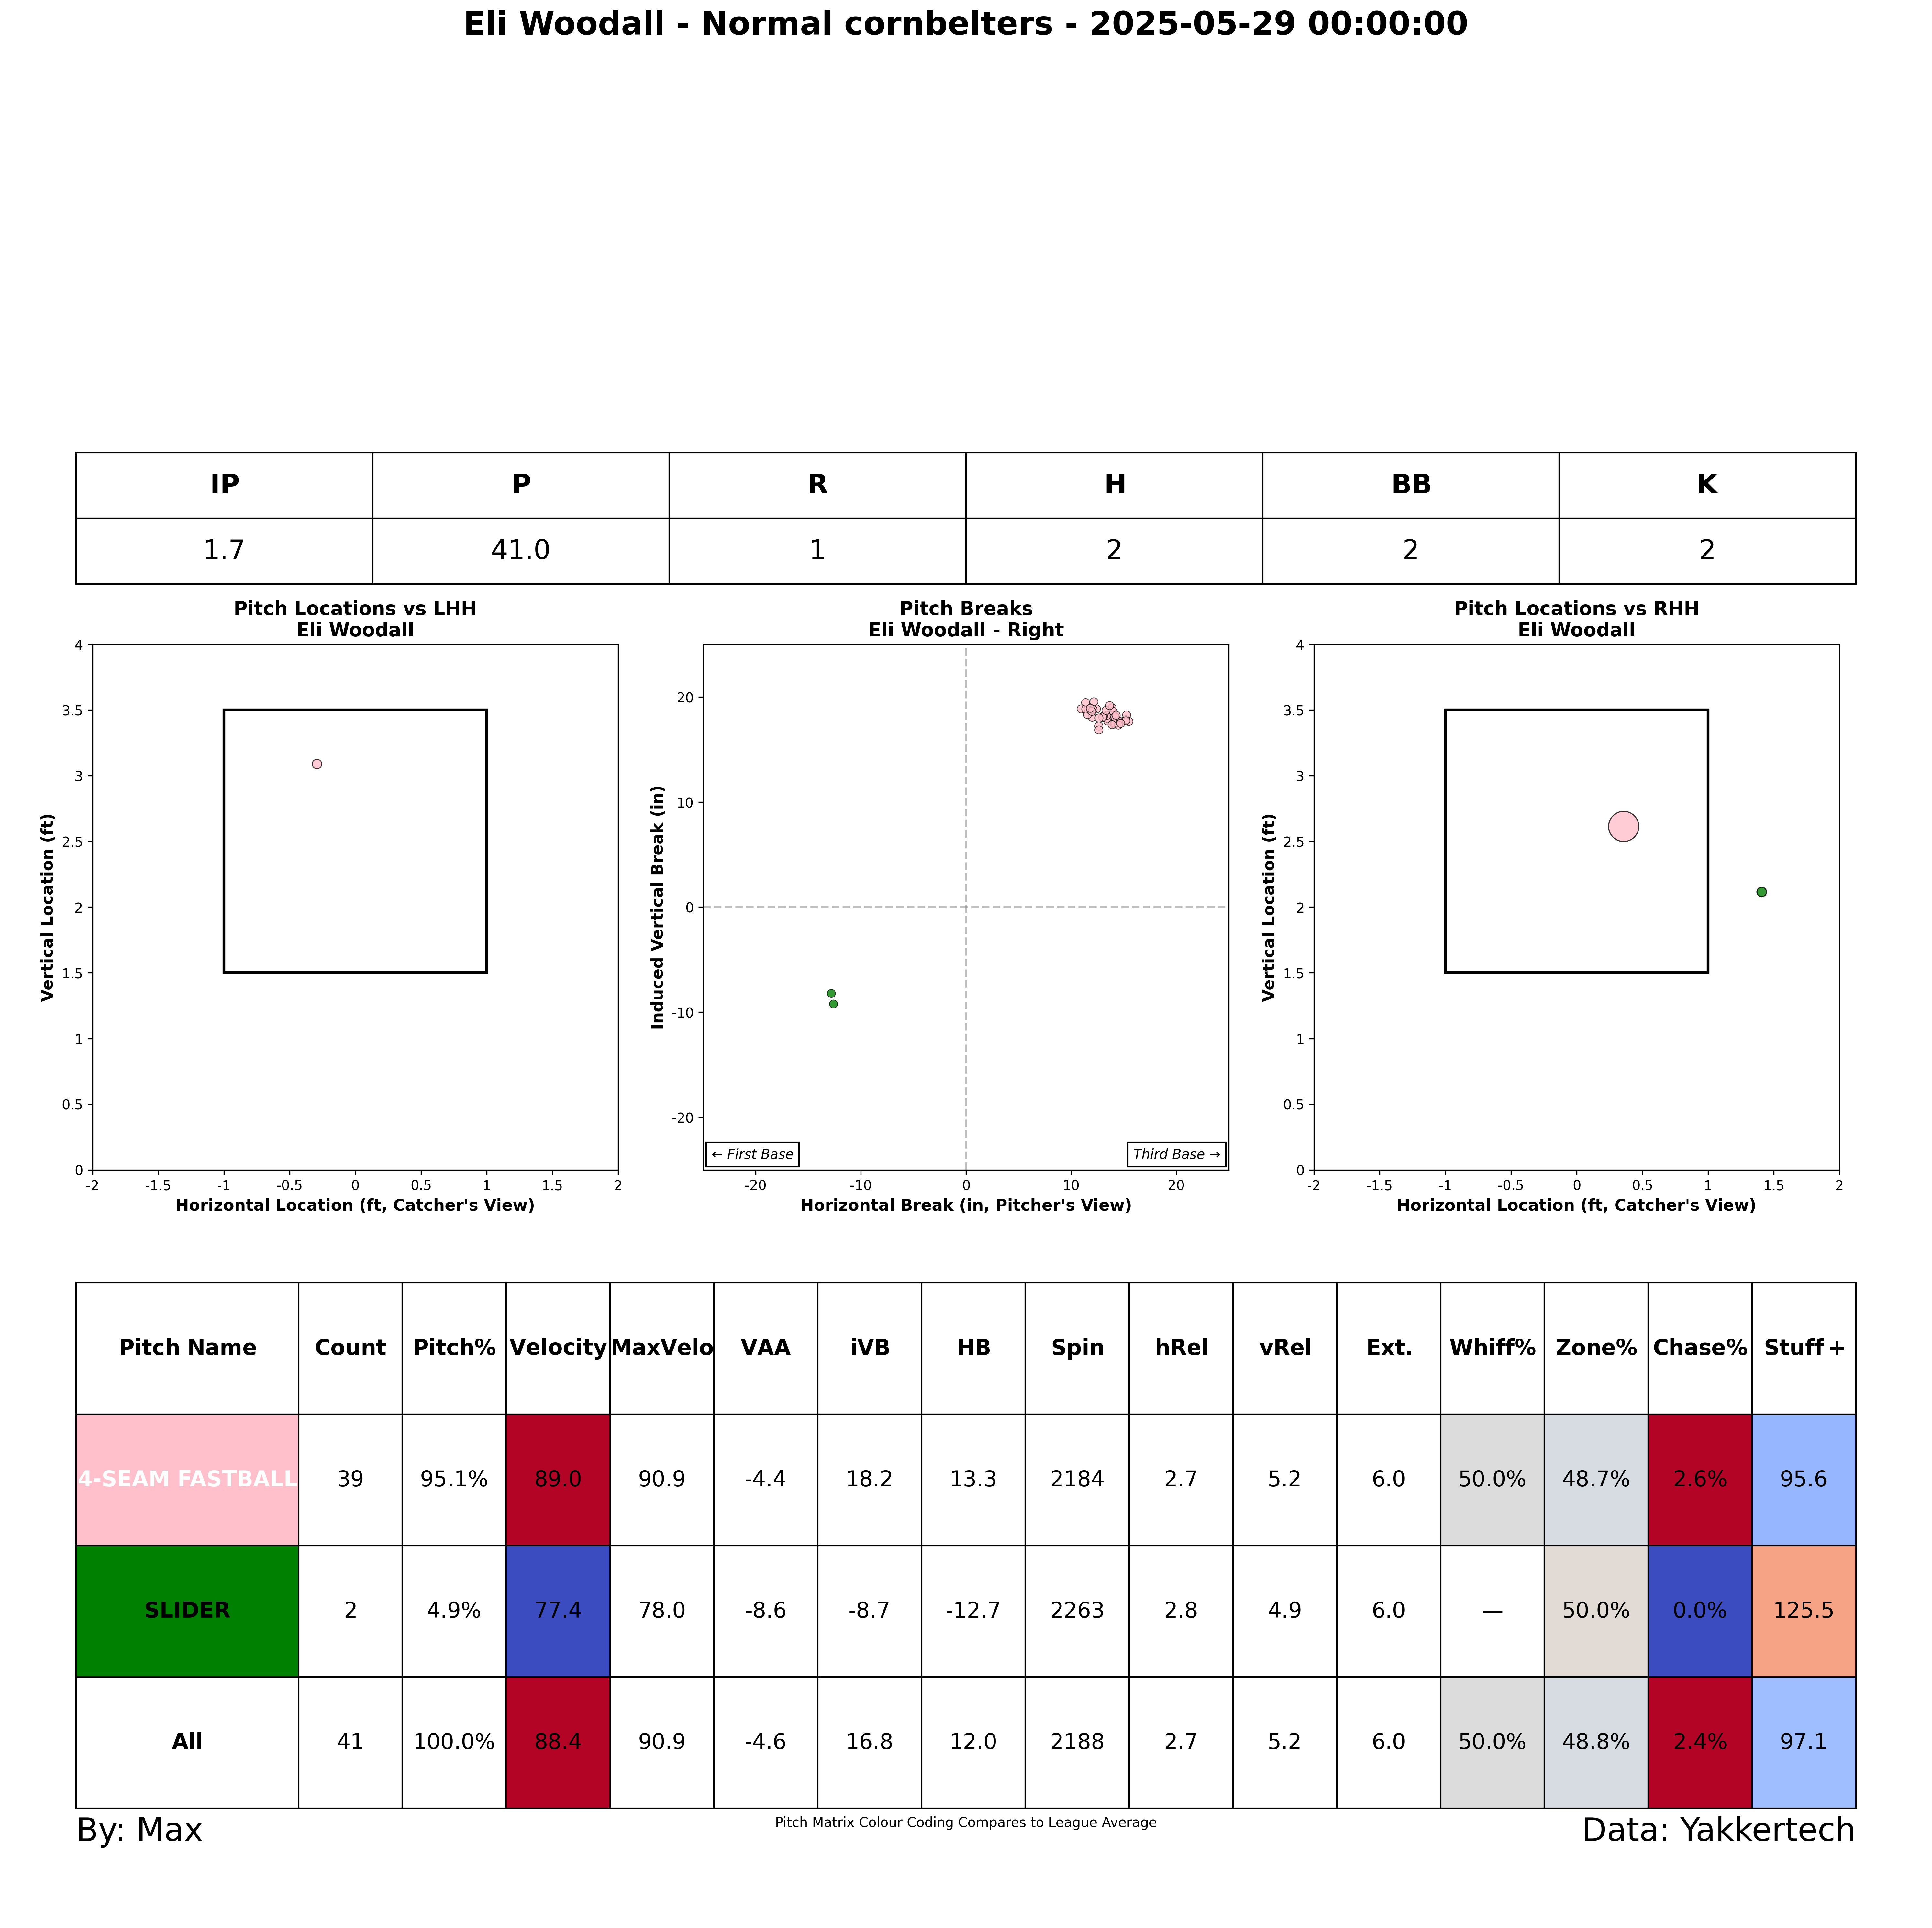 Eli Woodall - Normal cornbelters - 2025-05-29 00:00:00
IP P R H BB K
1.7 41.0 1 2 2 2
Pitch Locations vs LHH
Eli Woodall
4
3.5
3
2.5
2
1.5
1
0.5
0
-2 -1.5 -1 -0.5 0 0.5 1 1.5 2
Vertical Location (ft)
Horizontal Location (ft, Catcher's View)
Pitch Breaks
Eli Woodall - Right
20
10
0
-10
-20
← First Base Third Base →
-20 -10 0 10 20
Induced Vertical Break (in)
Horizontal Break (in, Pitcher's View)
Pitch Locations vs RHH
Eli Woodall
4
3.5
3
2.5
2
1.5
1
0.5
0
-2 -1.5 -1 -0.5 0 0.5 1 1.5 2
Vertical Location (ft)
Horizontal Location (ft, Catcher's View)
Pitch Name Count Pitch% Velocity MaxVelo VAA iVB HB Spin hRel vRel Ext. Whiff% Zone% Chase% Stuff+
4-SEAM FASTBALL 39 95.1% 89.0 90.9 -4.4 18.2 13.3 2184 2.7 5.2 6.0 50.0% 48.7% 2.6% 95.6
SLIDER 2 4.9% 77.4 78.0 -8.6 -8.7 -12.7 2263 2.8 4.9 6.0 — 50.0% 0.0% 125.5
All 41 100.0% 88.4 90.9 -4.6 16.8 12.0 2188 2.7 5.2 6.0 50.0% 48.8% 2.4% 97.1
By: Max
Pitch Matrix Colour Coding Compares to League Average
Data: Yakkertech